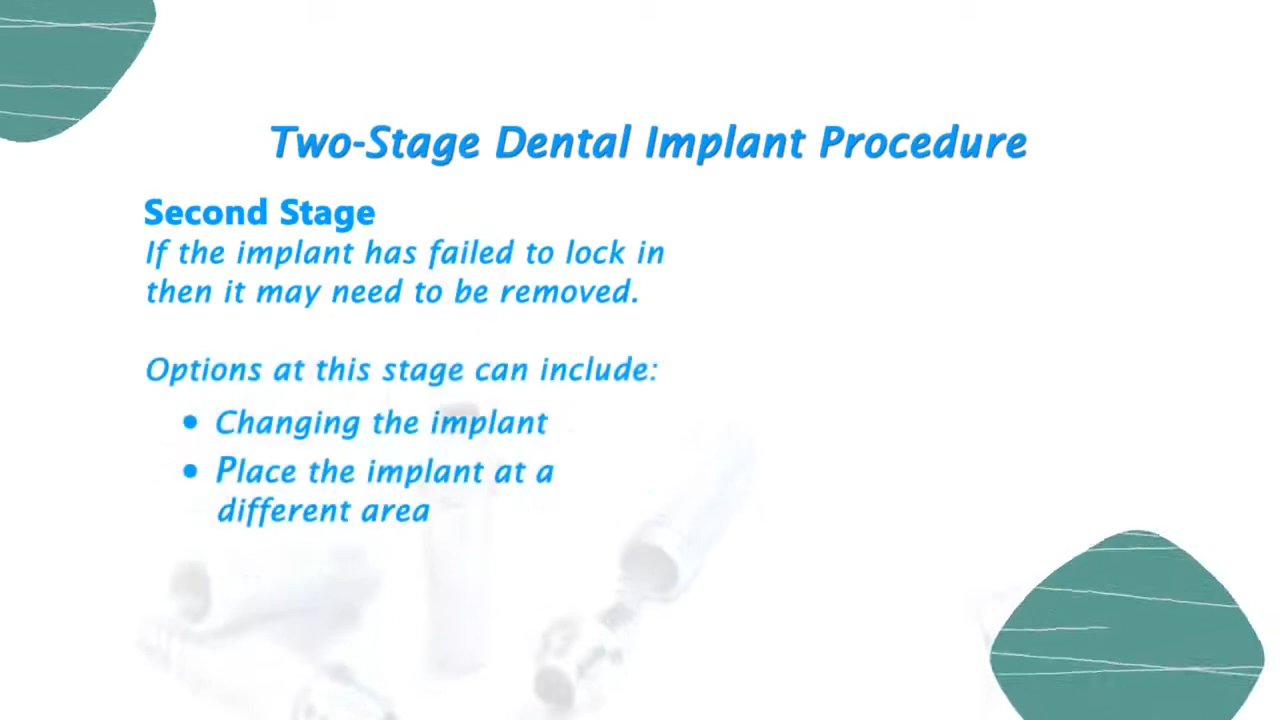 Two-Stage Dental Implant Procedure
Second Stage
If the implant has failed to lock in
then it may need to be removed.
Options at this stage can include:
• Changing the implant
• Place the implant at a
different area